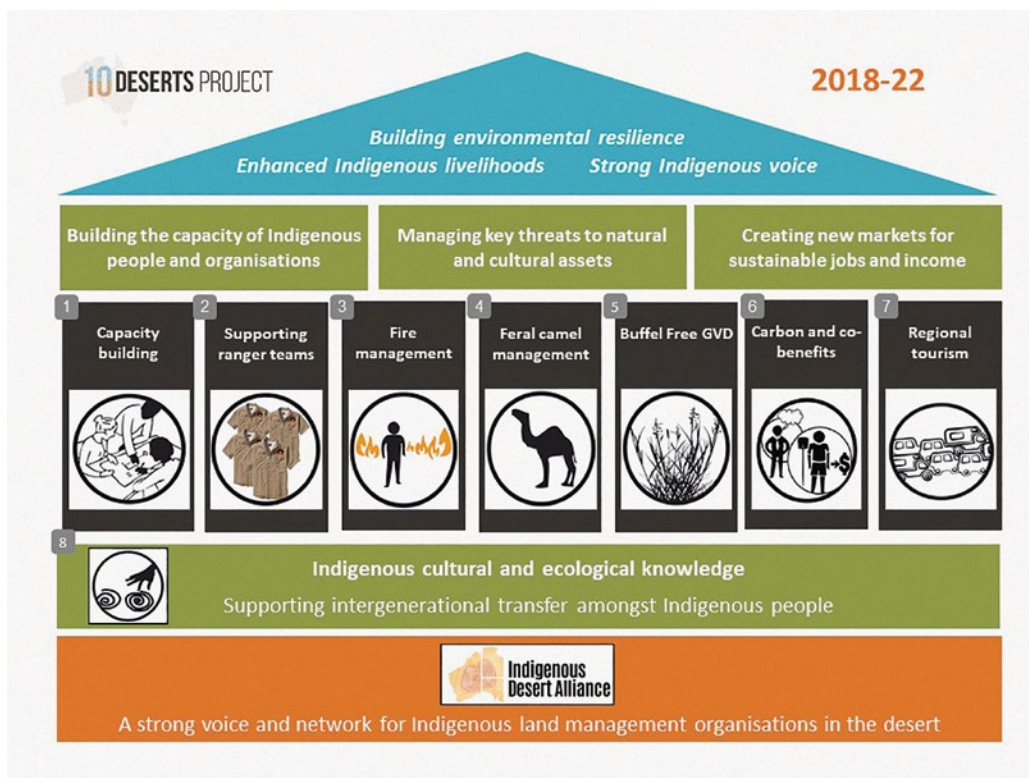 10 DESERTS PROJECT
2018-22
Building environmental resilience
Enhanced Indigenous livelihoods
Strong Indigenous voice
Building the capacity of Indigenous
people and organisations
Managing key threats to natural
and cultural assets
Creating new markets for
sustainable jobs and income
1
Capacity
building
2
Supporting
ranger teams
3
Fire
management
4
Feral camel
management
5
Buffel Free GVD
6
Carbon and co-
benefits
$
7
Regional
tourism
8
Indigenous cultural and ecological knowledge
Supporting intergenerational transfer amongst Indigenous people
Indigenous
Desert Alliance
A strong voice and network for Indigenous land management organisations in the desert